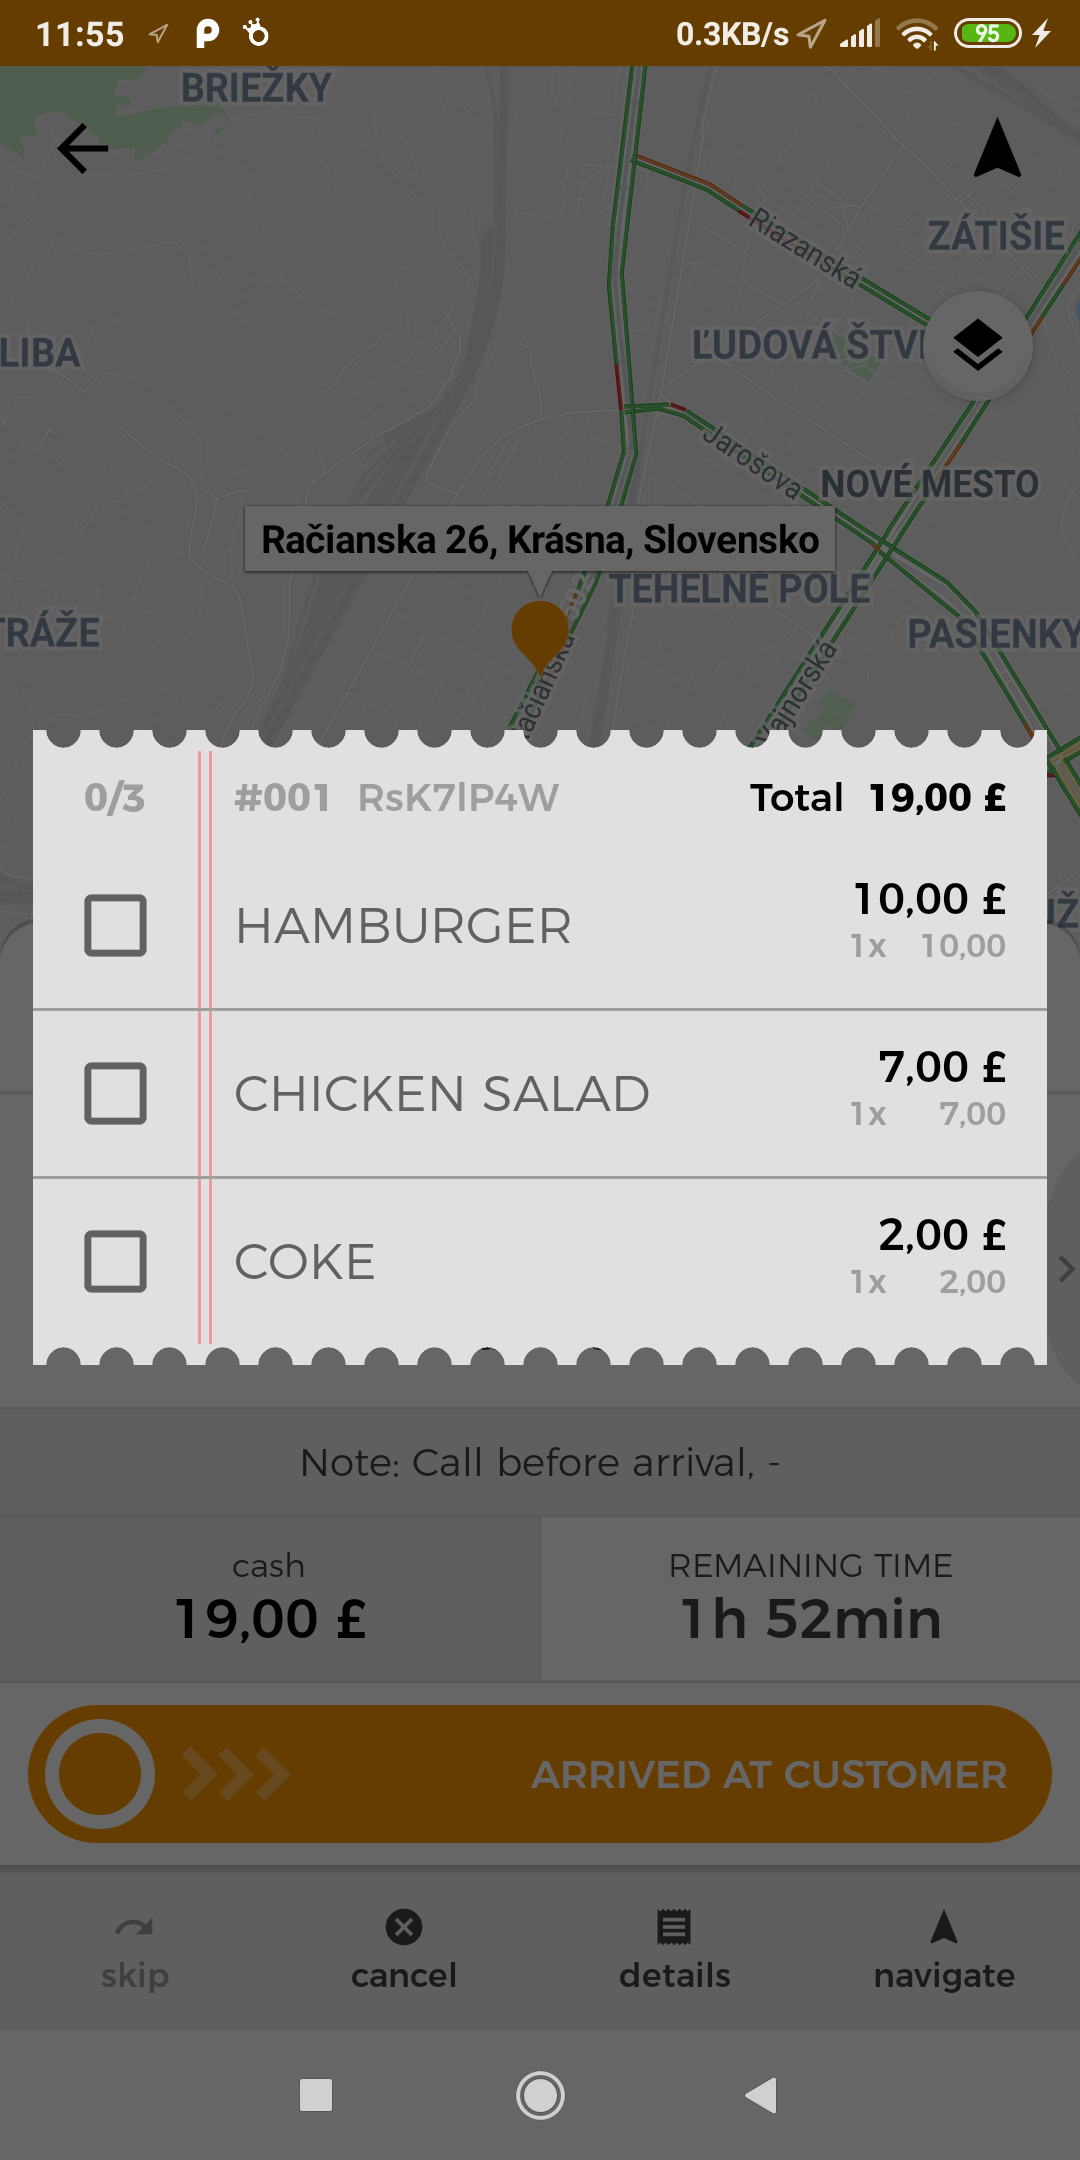 11:55 0.3KB/s 95
BRIEŽKY
Riazanská
ZÁTIŠIE
ĽUDOVÁ ŠTV
LIBA
Jarošova
NOVÉ MESTO
Račianska 26, Krásna, Slovensko
TEHELNÉ POLE
TRÁŽE
PASIENKY
Račianska
Vajnorská
0/3 #001 RsK7lP4W Total 19,00 £
HAMBURGER 10,00 £
1x 10,00
CHICKEN SALAD 7,00 £
1x 7,00
COKE 2,00 £
1x 2,00
Note: Call before arrival, -
cash REMAINING TIME
19,00 £ 1h 52min
ARRIVED AT CUSTOMER
skip cancel details navigate